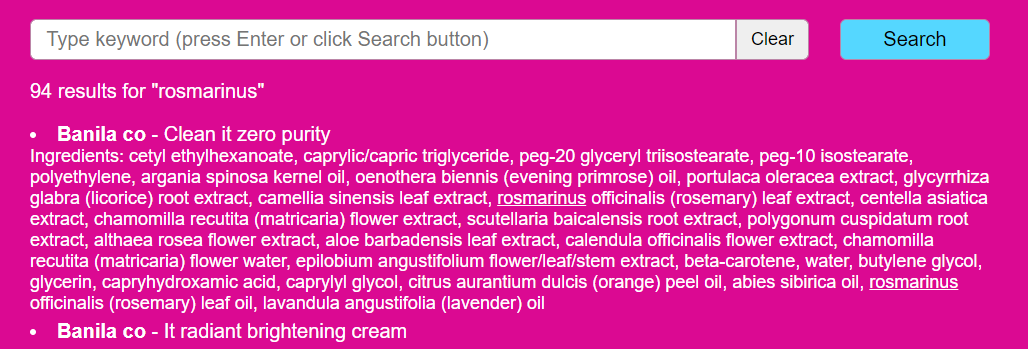 Type keyword (press Enter or click Search button)
Clear
Search
94 results for "rosmarinus"
• Banila co - Clean it zero purity
Ingredients: cetyl ethylhexanoate, caprylic/capric triglyceride, peg-20 glyceryl triisostearate, peg-10 isostearate,
polyethylene, argania spinosa kernel oil, oenothera biennis (evening primrose) oil, portulaca oleracea extract, glycyrrhiza
glabra (licorice) root extract, camellia sinensis leaf extract, rosmarinus officinalis (rosemary) leaf extract, centella asiatica
extract, chamomilla recutita (matricaria) flower extract, scutellaria baicalensis root extract, polygonum cuspidatum root
extract, althaea rosea flower extract, aloe barbadensis leaf extract, calendula officinalis flower extract, chamomilla
recutita (matricaria) flower water, epilobium angustifolium flower/leaf/stem extract, beta-carotene, water, butylene glycol,
glycerin, capryhydroxamic acid, caprylyl glycol, citrus aurantium dulcis (orange) peel oil, abies sibirica oil, rosmarinus
officinalis (rosemary) leaf oil, lavandula angustifolia (lavender) oil
• Banila co - It radiant brightening cream